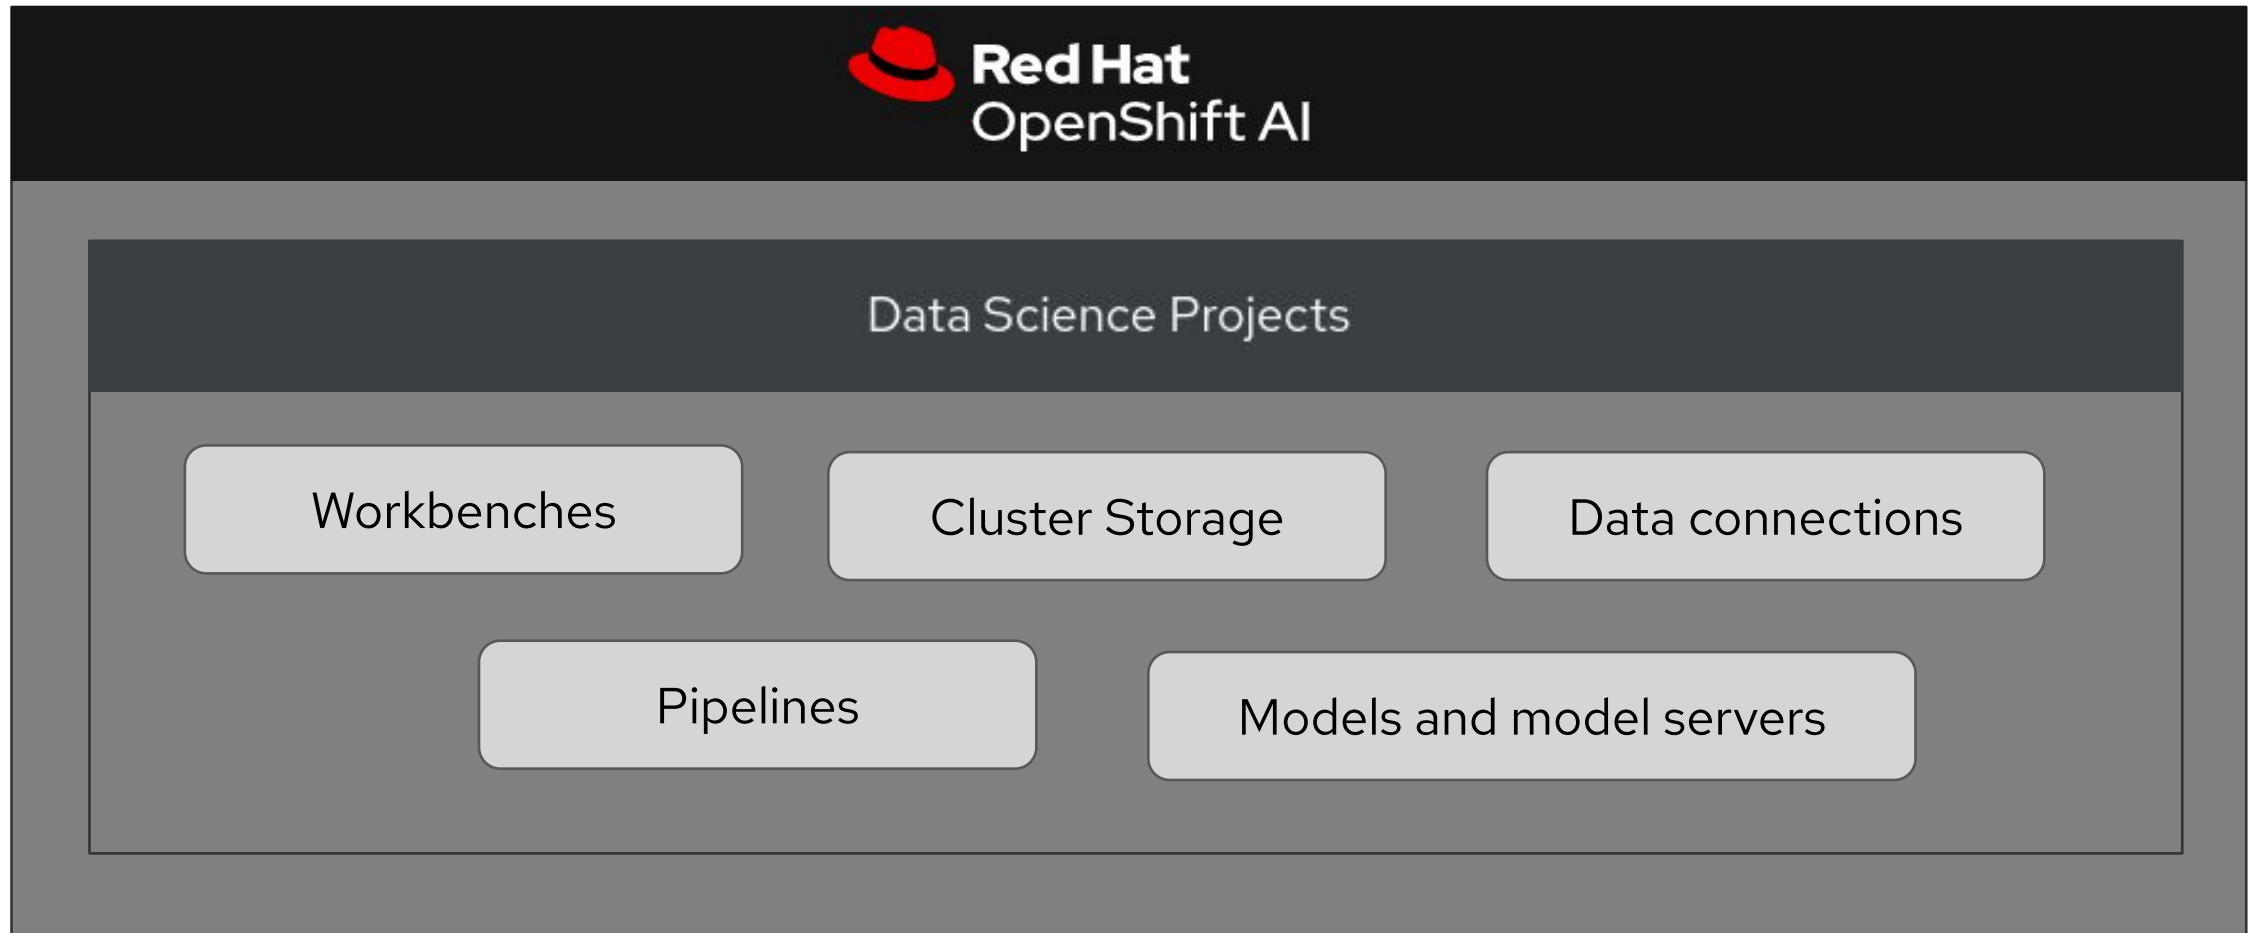 Red Hat
OpenShift AI
Data Science Projects
Workbenches
Cluster Storage
Data connections
Pipelines
Models and model servers